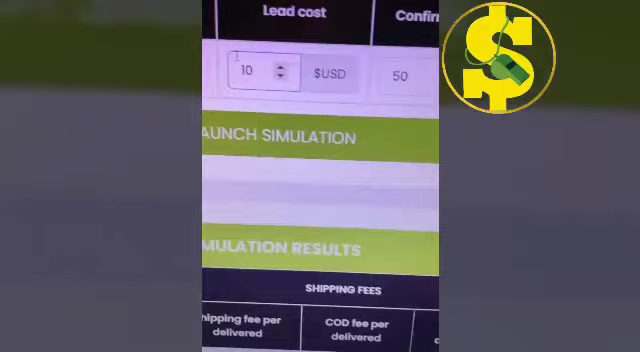 Lead cost
Confirm
10
$USD
50
AUNCH SIMULATION
MULATION RESULTS
SHIPPING FEES
hipping fee per
delivered
COD fee per
delivered
$